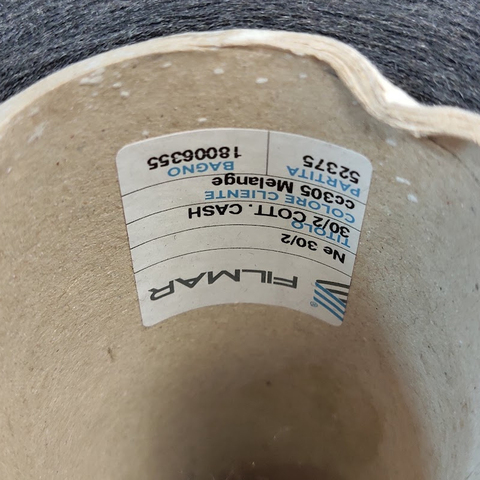 FILMAR®
Ne 30/2
TITOLO
30/2 COTT. CASH
COLORE CLIENTE
cc305 Melange
PARTITA BAGNO
52375 18006355